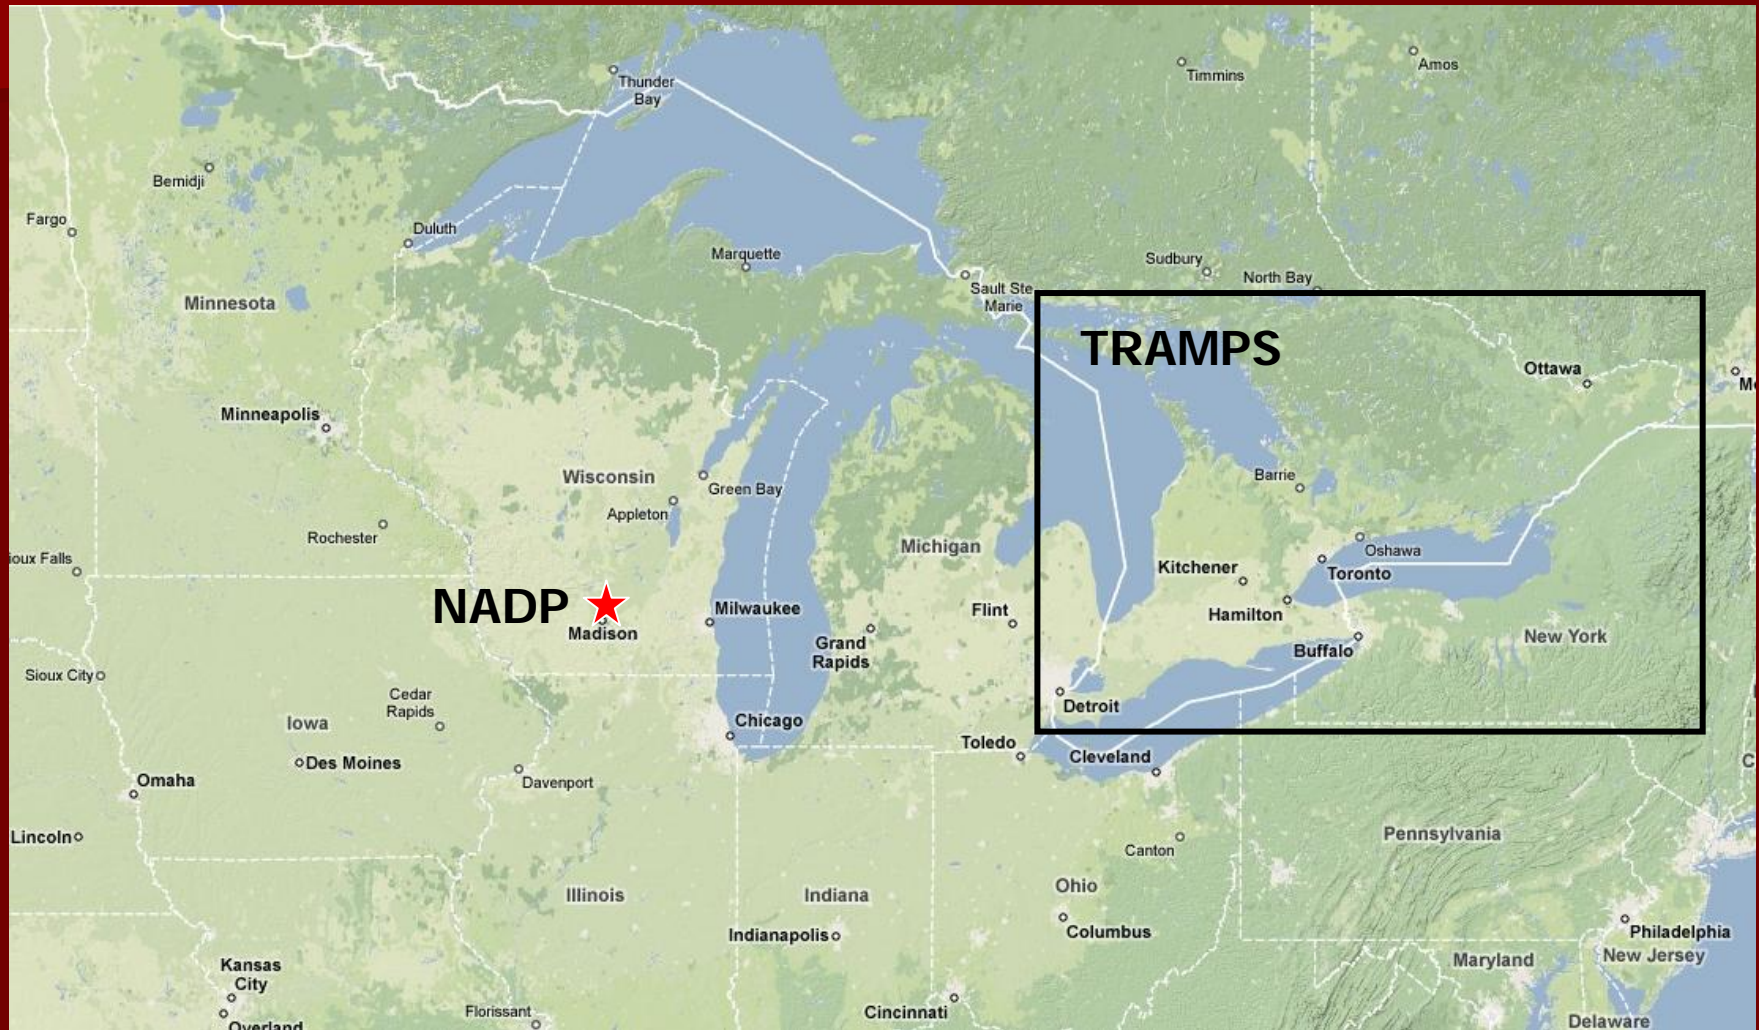 Thunder
Bay
Timmins
Amos
Bemidji
Fargo
Duluth
Marquette
Sudbury
North Bay
Sault Ste
Marie
Minnesota
TRAMPS
Ottawa
Minneapolis
Wisconsin
Green Bay
Appleton
Barrie
Rochester
Michigan
Oshawa
ioux Falls
Kitchener
Toronto
NADP
Milwaukee
Flint
Hamilton
Madison
New York
Grand
Rapids
Buffalo
Sioux City
Cedar
Rapids
Detroit
Iowa
Chicago
Toledo
Cleveland
Des Moines
Omaha
Davenport
Lincoln
Pennsylvania
Canton
Illinois
Indiana
Ohio
Indianapolis
Columbus
Philadelphia
New Jersey
Maryland
Kansas
City
Florissant
Cincinnati
Overland
Delaware